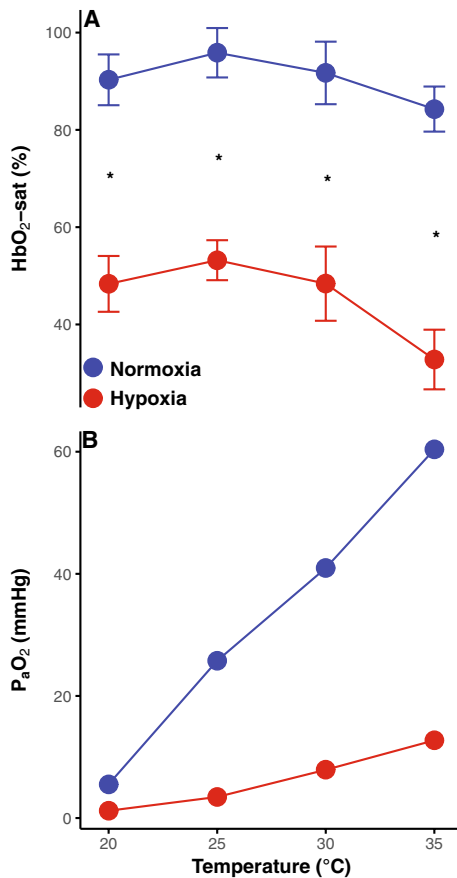 A
100
80
60
40
HbO₂–sat (%)
*
*
*
*
Normoxia
Hypoxia
B
60
40
20
0
PₐO₂ (mmHg)
20 25 30 35
Temperature (°C)